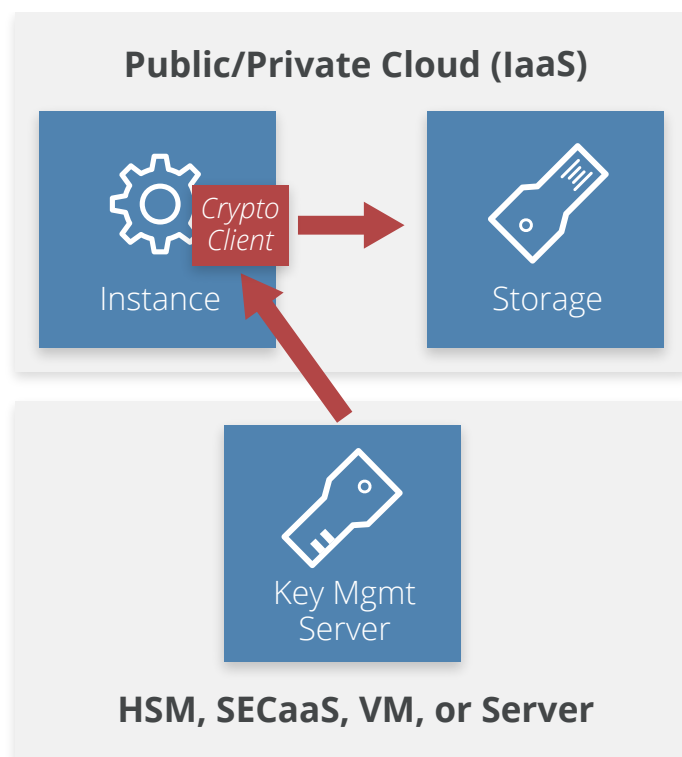 Public/Private Cloud (IaaS)
Crypto
Client
Instance
Storage
Key Mgmt
Server
HSM, SECaaS, VM, or Server